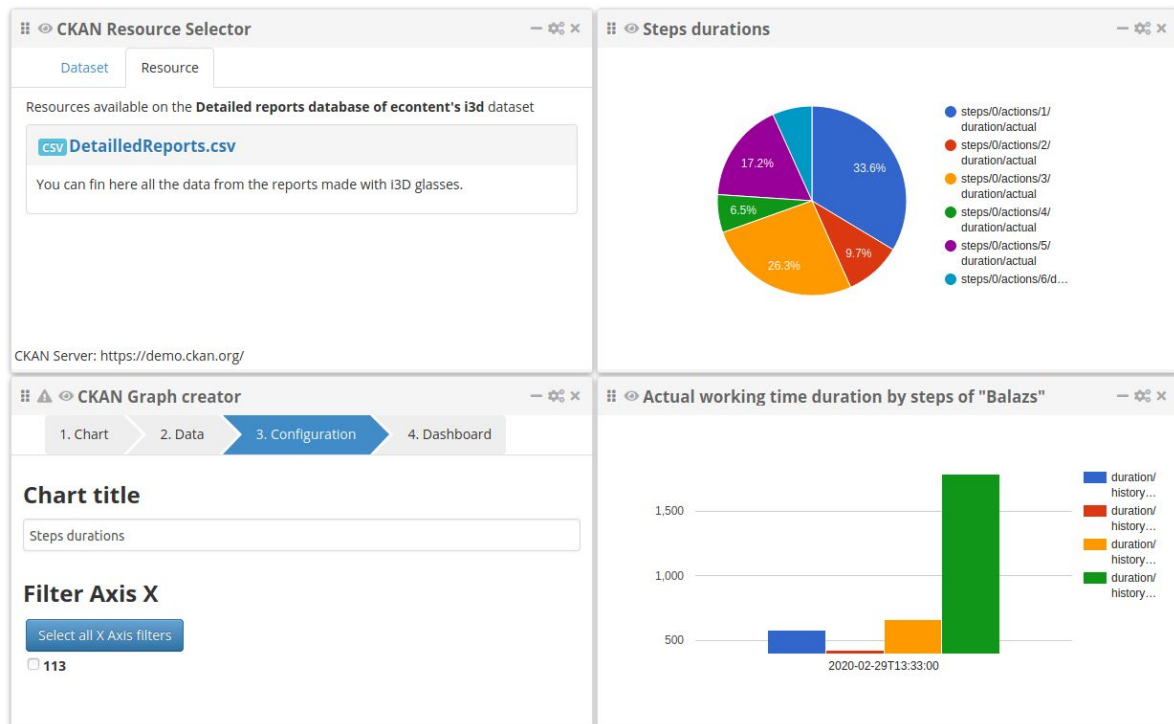 CKAN Resource Selector
Dataset
Resource
Resources available on the Detailed reports database of econtent's i3d dataset
CSV DetailledReports.csv
You can fin here all the data from the reports made with i3D glasses.
CKAN Server: https://demo.ckan.org/
Steps durations
33.6%
9.7%
26.3%
6.5%
17.2%
steps/0/actions/1/
duration/actual
steps/0/actions/2/
duration/actual
steps/0/actions/3/
duration/actual
steps/0/actions/4/
duration/actual
steps/0/actions/5/
duration/actual
steps/0/actions/6/d…
CKAN Graph creator
1. Chart
2. Data
3. Configuration
4. Dashboard
Chart title
Steps durations
Filter Axis X
Select all X Axis filters
113
Actual working time duration by steps of "Balazs"
1,500
1,000
500
2020-02-29T13:33:00
duration/
history…
duration/
history…
duration/
history…
duration/
history…